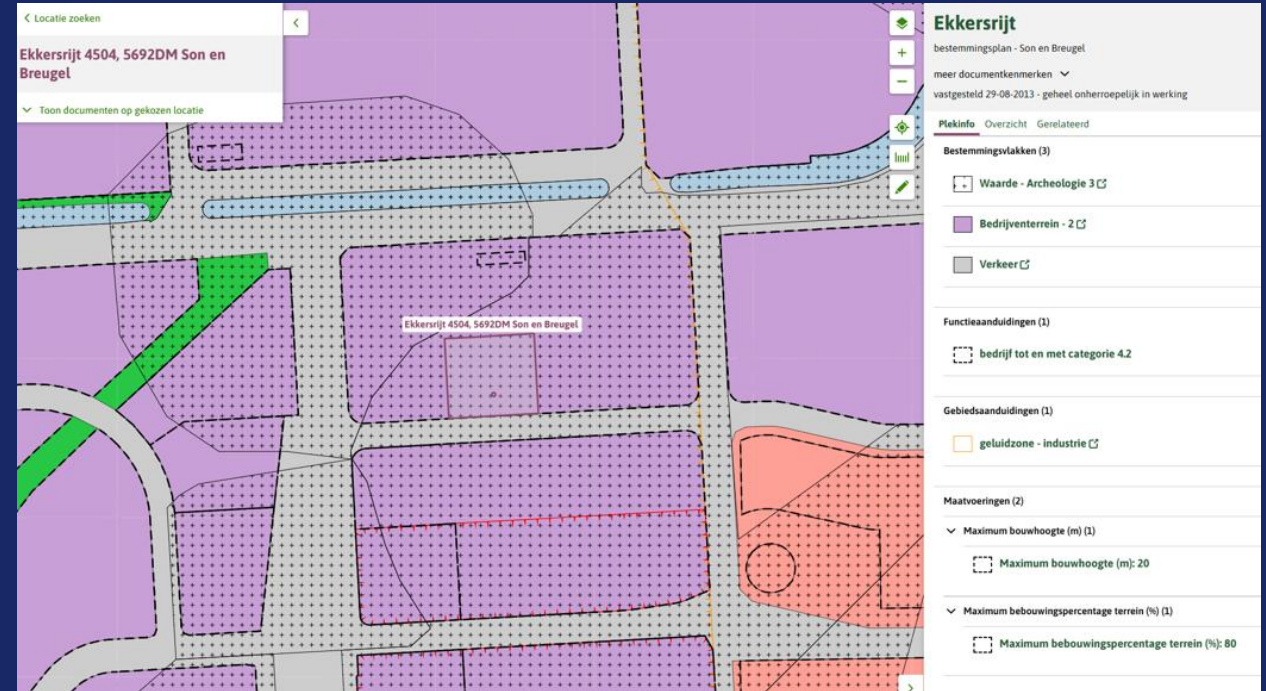 Locatie zoeken
Ekkersrijt 4504, 5692DM Son en
Breugel
Toon documenten op gekozen locatie
Ekkersrijt 4504, 5692DM Son en Breugel
Ekkersrijt
bestemmingsplan - Son en Breugel
meer documentkenmerken
vastgesteld 29-08-2013 - geheel onherroepelijk in werking
Plekinfo Overzicht Gerelateerd
Bestemmingsvlakken (3)
Waarde - Archeologie 3
Bedrijventerrein - 2
Verkeer
Functieaanduidingen (1)
bedrijf tot en met categorie 4.2
Gebiedsaanduidingen (1)
geluidzone - industrie
Maatvoeringen (2)
Maximum bouwhoogte (m) (1)
Maximum bouwhoogte (m): 20
Maximum bebouwingspercentage terrein (%) (1)
Maximum bebouwingspercentage terrein (%): 80